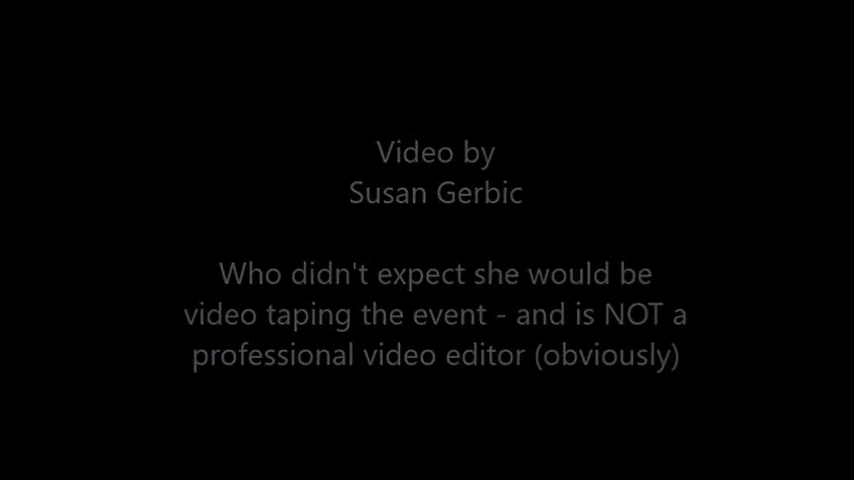 Video by
Susan Gerbic
Who didn't expect she would be
video taping the event - and is NOT a
professional video editor (obviously)